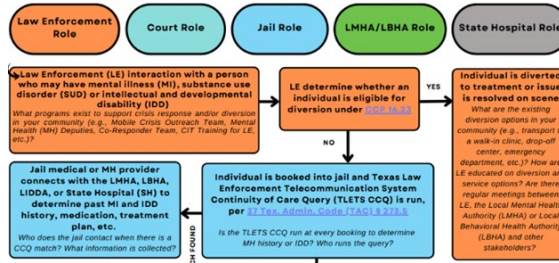 Law Enforcement
Role
Court Role
Jail Role
LMHA/LBHA
Role
State Hospital Role
Law Enforcement (LE) interaction with a person
who may have mental illness (MI), substance use
disorder (SUD) or intellectual and developmental
disability (IDD)
What programs exist to support crisis response and/or diversion
in your community (e.g., Mobile Crisis Outreach Team, Mental
Health (MH) Deputies, Co-Responder Team, CIT Training for LE,
etc.)?
LE determine whether an
individual is eligible for
diversion under CCP 16.23
YES
NO
Individual is diverted
to treatment or issue
is resolved on scene
What are the existing
diversion options in your
community (e.g., transport
a walk-in clinic, drop-off
center, emergency
department, etc.)? How are
LE educated on diversion and
service options? Are there
regular meetings between
LE, the Local Mental Health
Authority (LMHA) or Local
Behavioral Health Authority
(LBHA) and other
stakeholders?
Jail medical or MH provider
connects with the LMHA, LBHA,
LIDDA, or State Hospital (SH) to
determine past MI and IDD
history, medication, treatment
plan, etc.
Who does the jail contact when there is a
CCQ match? What information is collected?
CH FOUND
Individual is booked into jail and Texas Law
Enforcement Telecommunication System
Continuity of Care Query (TLETS CCQ) is run,
per 37 Tex. Admin. Code (TAC) § 273.5
Is the TLETS CCQ run at every booking to determine
MH history or IDD? Who runs the query?